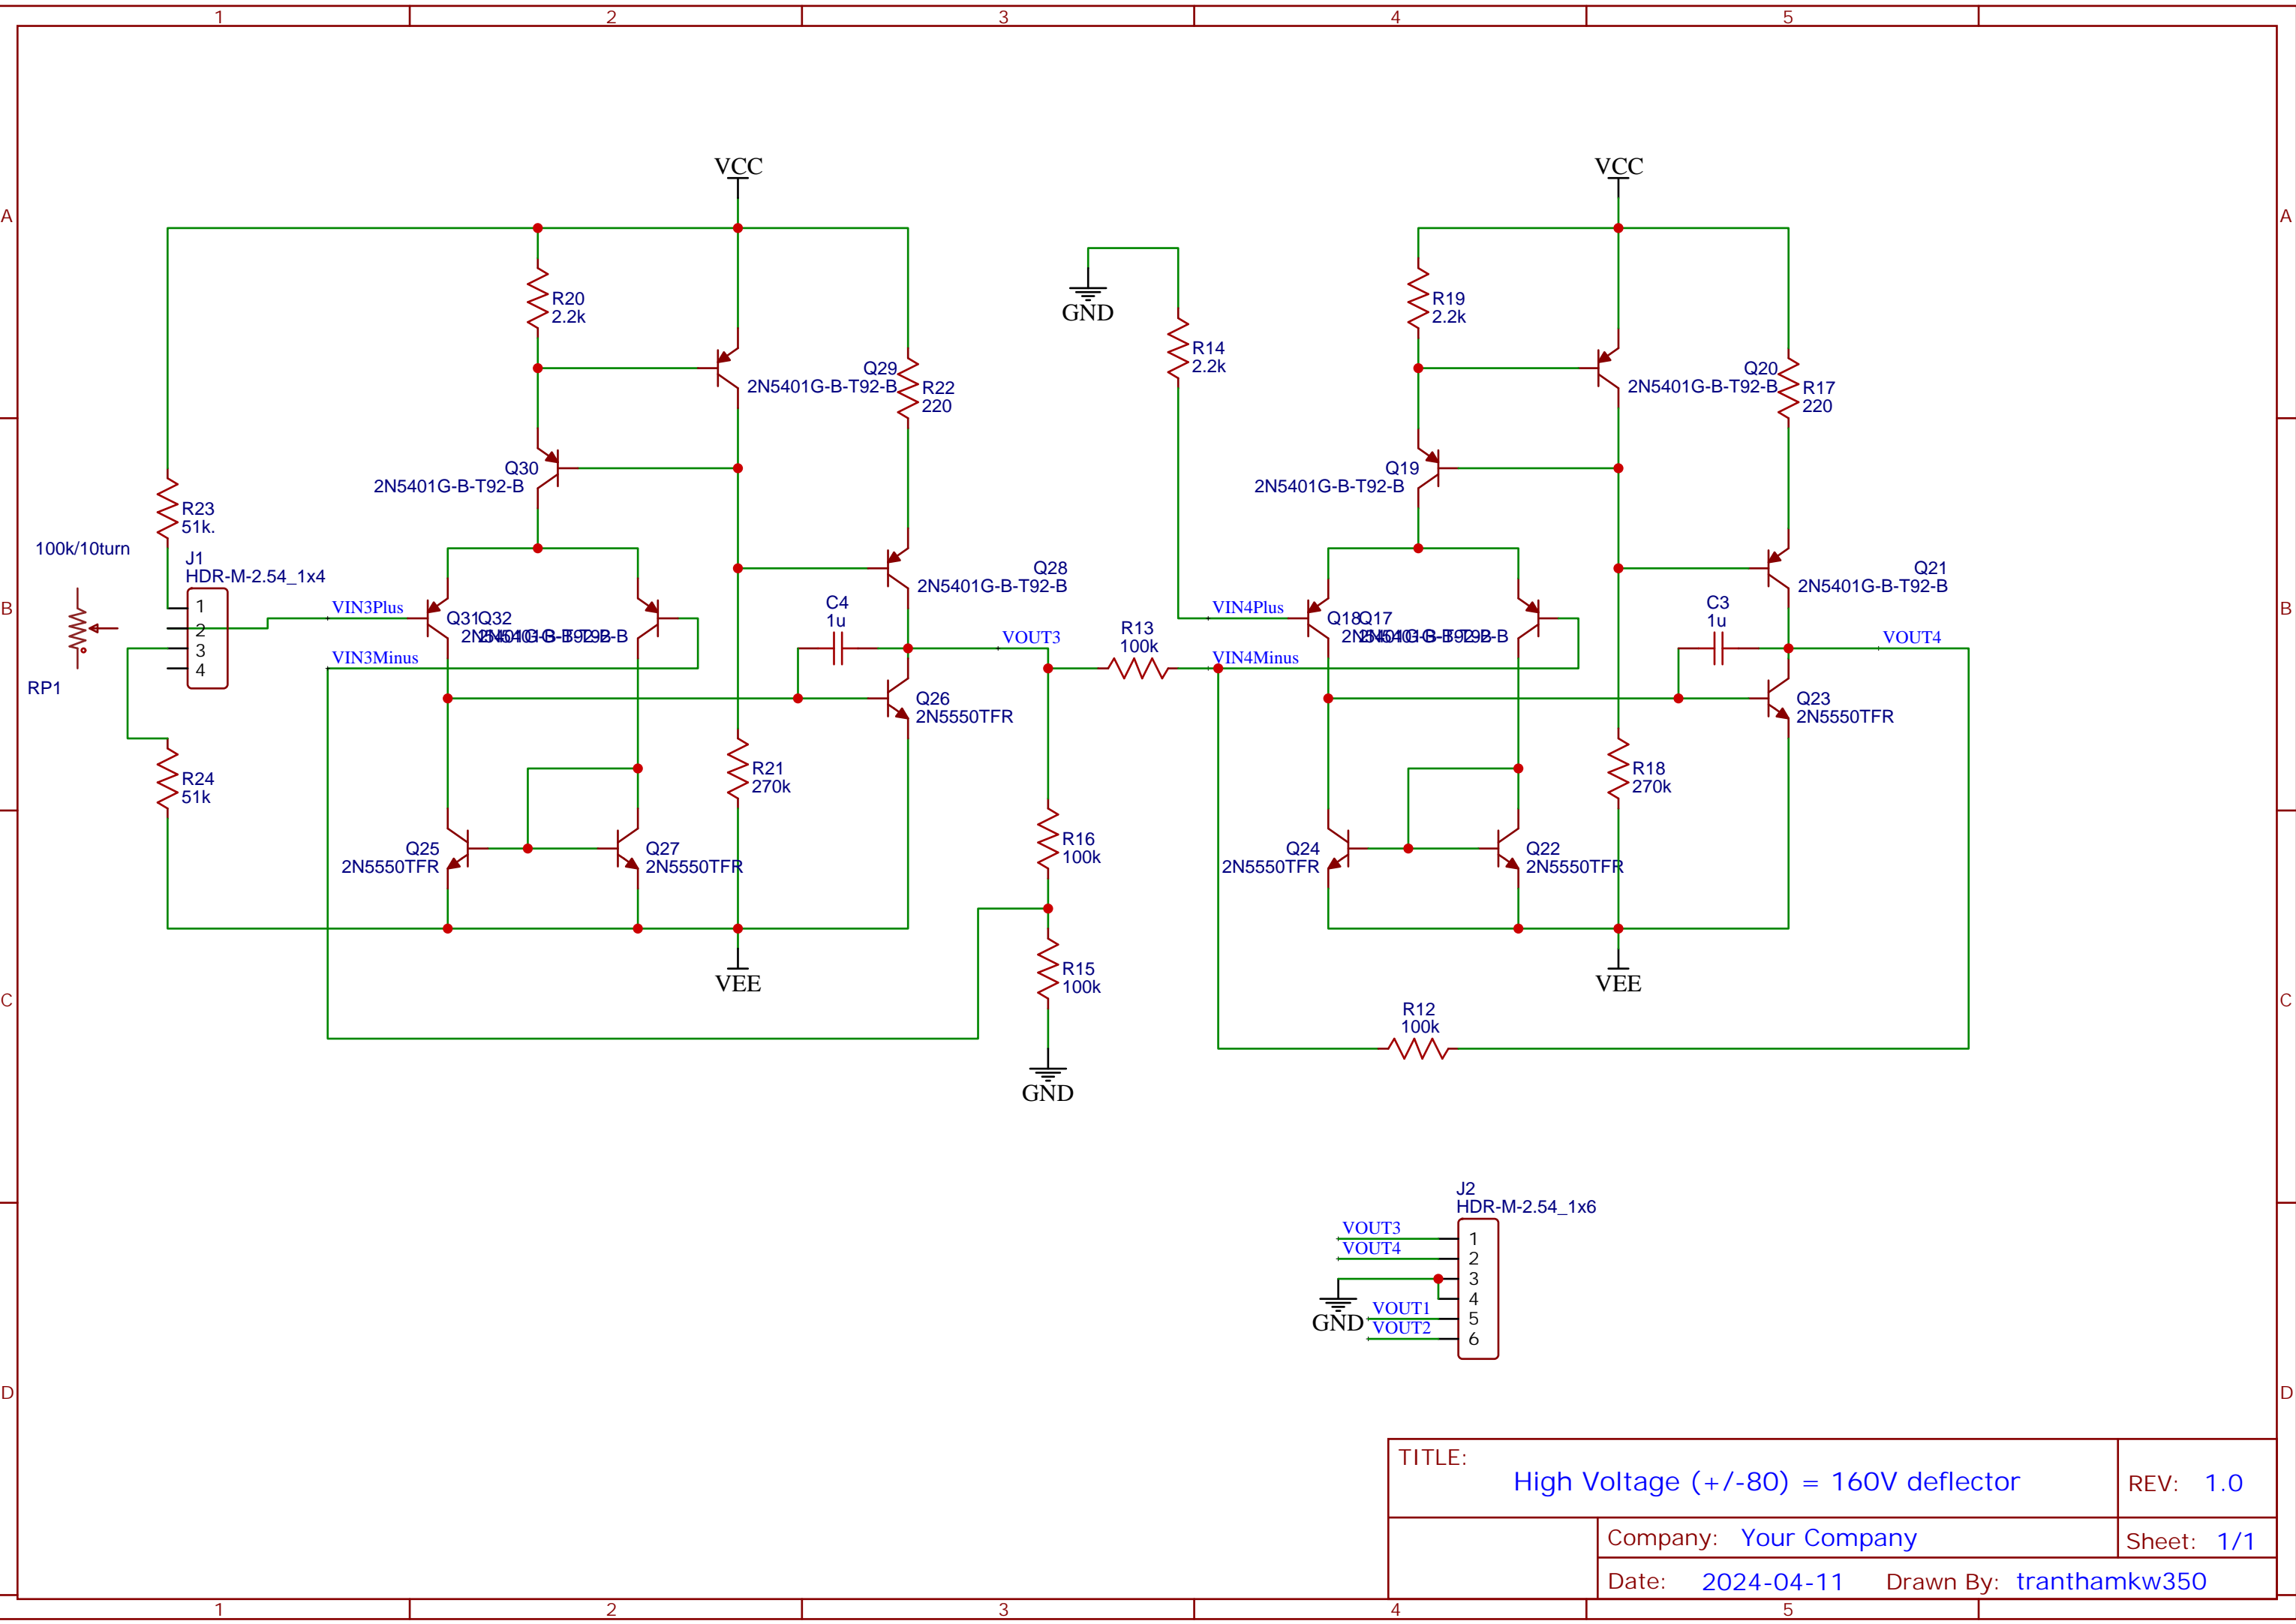 1 2 3 4 5
A A
B B
C C
D D
1 2 3 4 5
VCC
VCC
R20
2.2k
GND
R19
2.2k
R14
2.2k
Q29
2N5401G-B-T92-B
R22
220
Q20
2N5401G-B-T92-B
R17
220
Q30
2N5401G-B-T92-B
Q19
2N5401G-B-T92-B
R23
51k.
100k/10turn
RP1
J1
HDR-M-2.54_1x4
1
2
3
4
VIN3Plus
VIN3Minus
Q31
Q32
Q28
2N5401G-B-T92-B
C4
1u
VOUT3
R13
100k
VIN4Plus
VIN4Minus
Q18
Q17
Q21
2N5401G-B-T92-B
C3
1u
VOUT4
Q26
2N5550TFR
Q23
2N5550TFR
R24
51k
R21
270k
R18
270k
Q25
2N5550TFR
Q27
2N5550TFR
R16
100k
Q24
2N5550TFR
Q22
2N5550TFR
VEE
R15
100k
VEE
R12
100k
GND
J2
HDR-M-2.54_1x6
VOUT3
VOUT4
GND
VOUT1
VOUT2
1
2
3
4
5
6
TITLE:
High Voltage (+/-80) = 160V deflector
REV: 1.0
Company: Your Company
Sheet: 1/1
Date: 2024-04-11
Drawn By: tranthamkw350